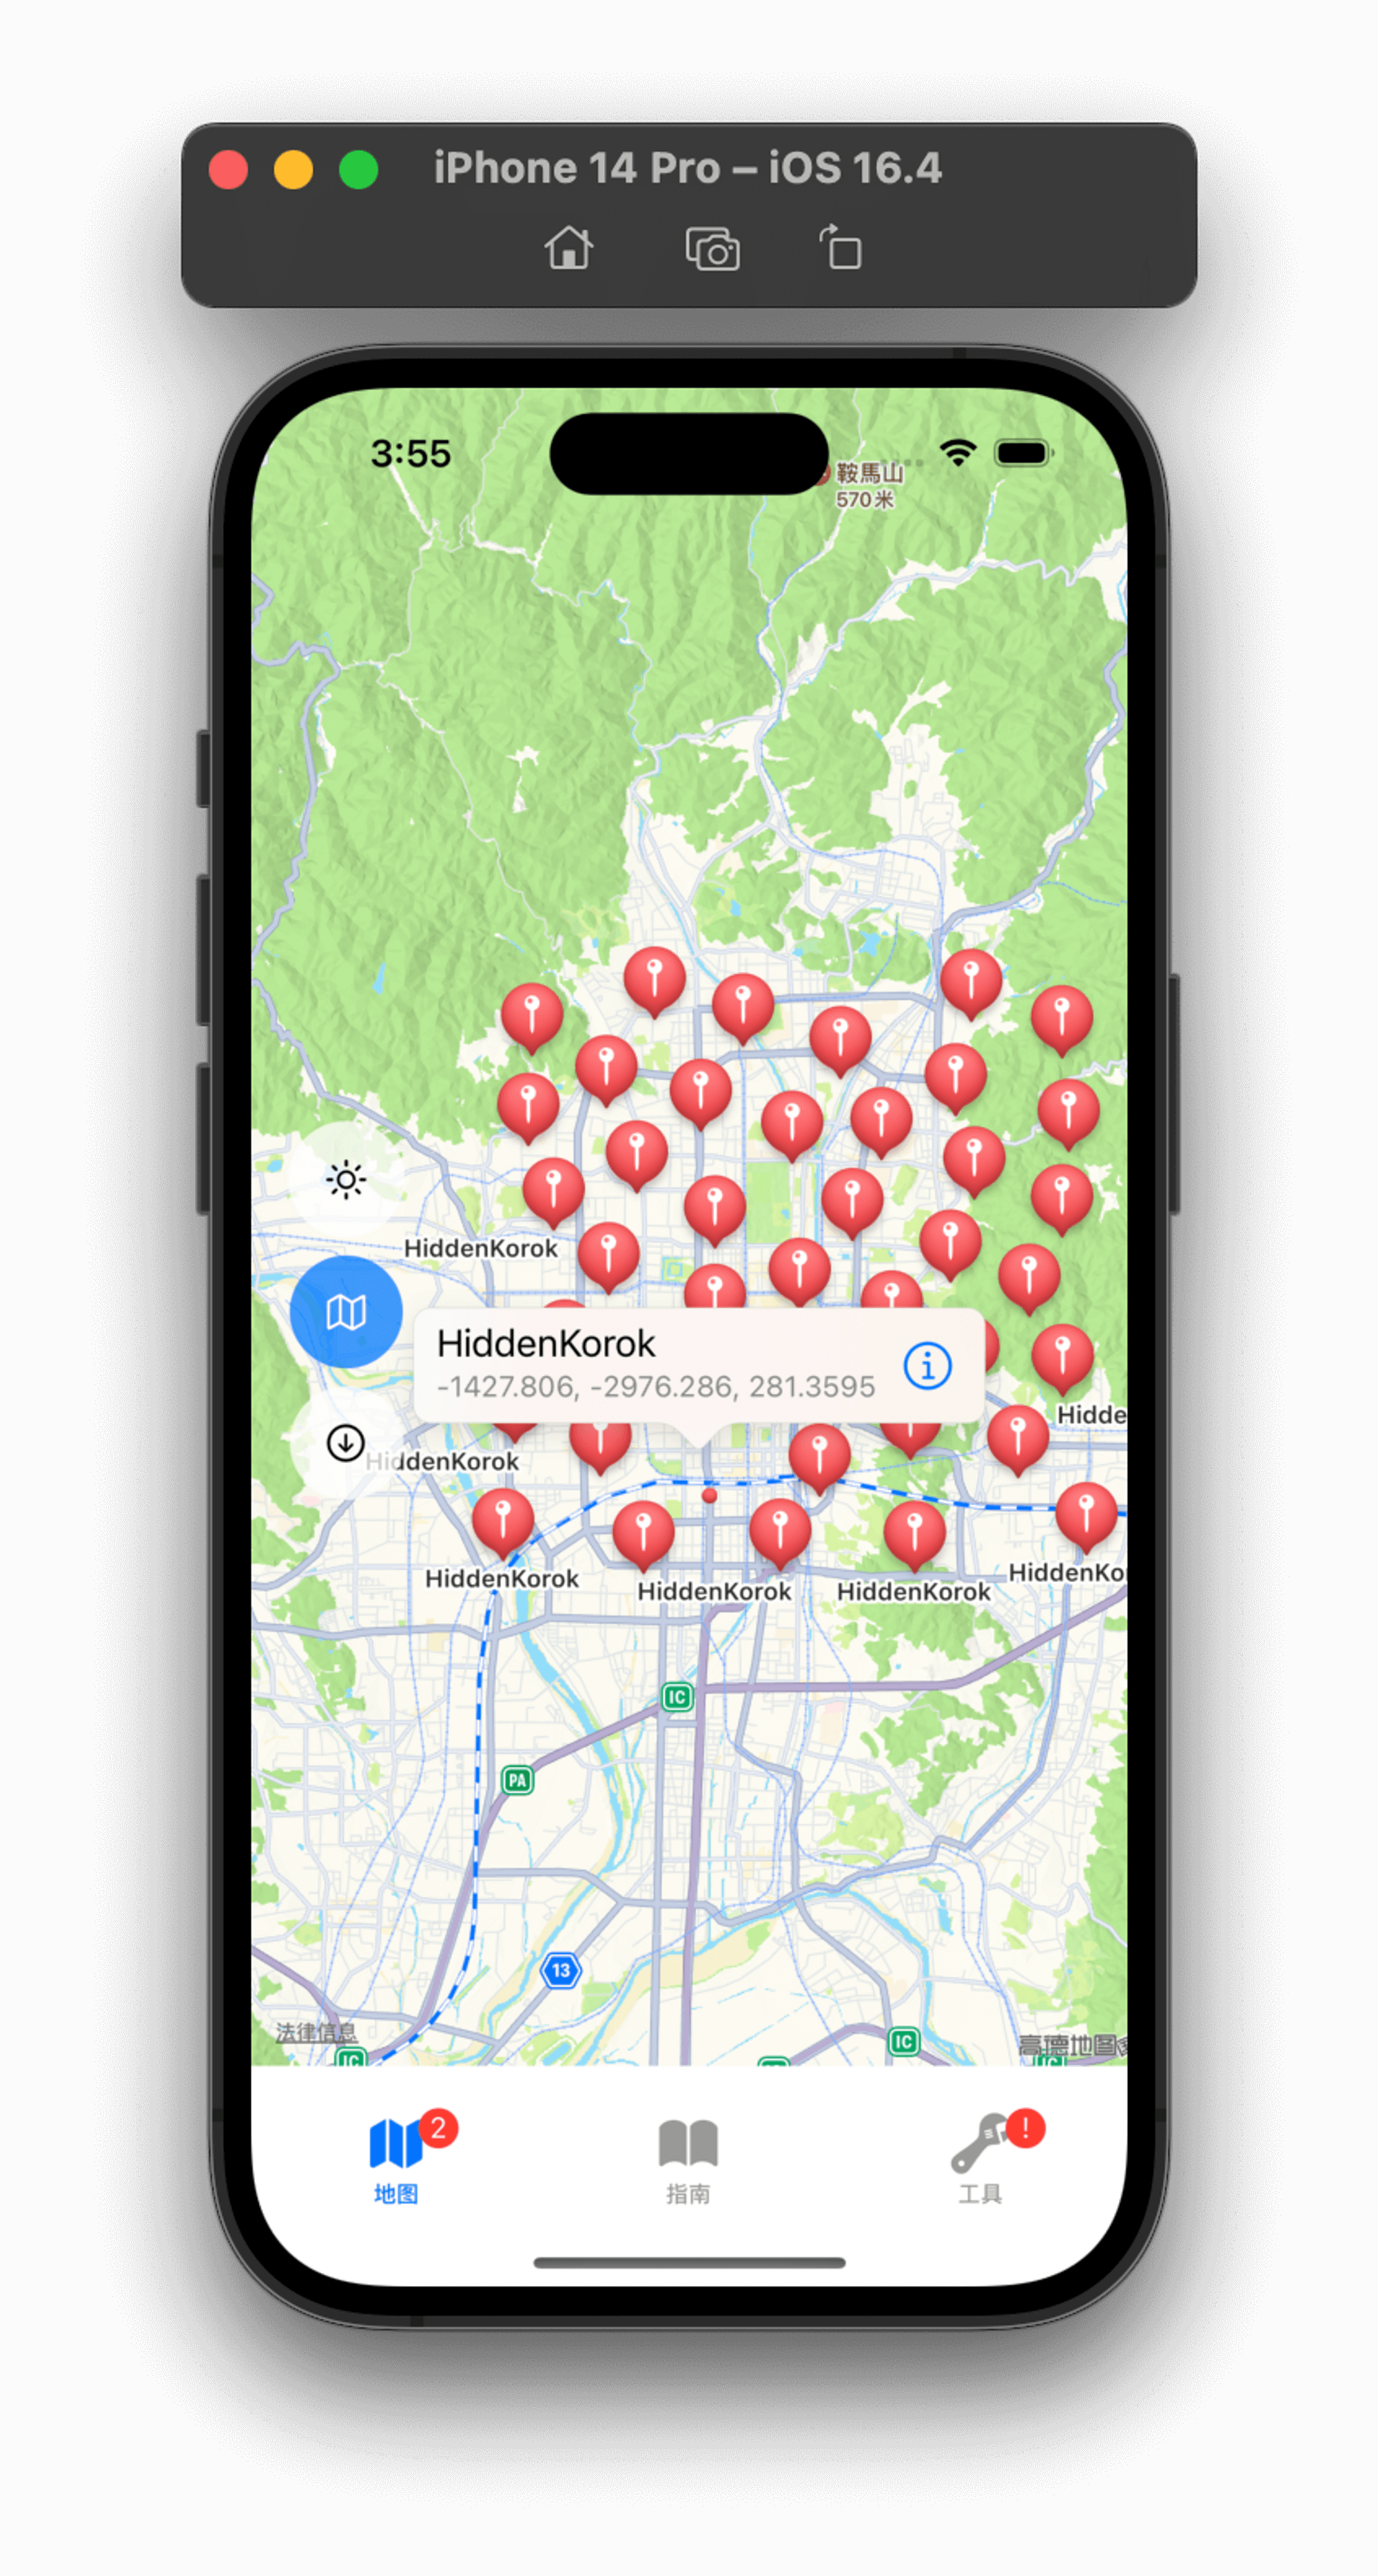 iPhone 14 Pro – iOS 16.4
3:55
鞍馬山
570米
HiddenKorok
HiddenKorok
-1427.806, -2976.286, 281.3595
Hidde
HiddenKorok
HiddenKorok
HiddenKorok
HiddenKorok
HiddenKo
IC
PA
13
法律信息
IC
IC
高德地图
IC
2
!
地图
指南
工具